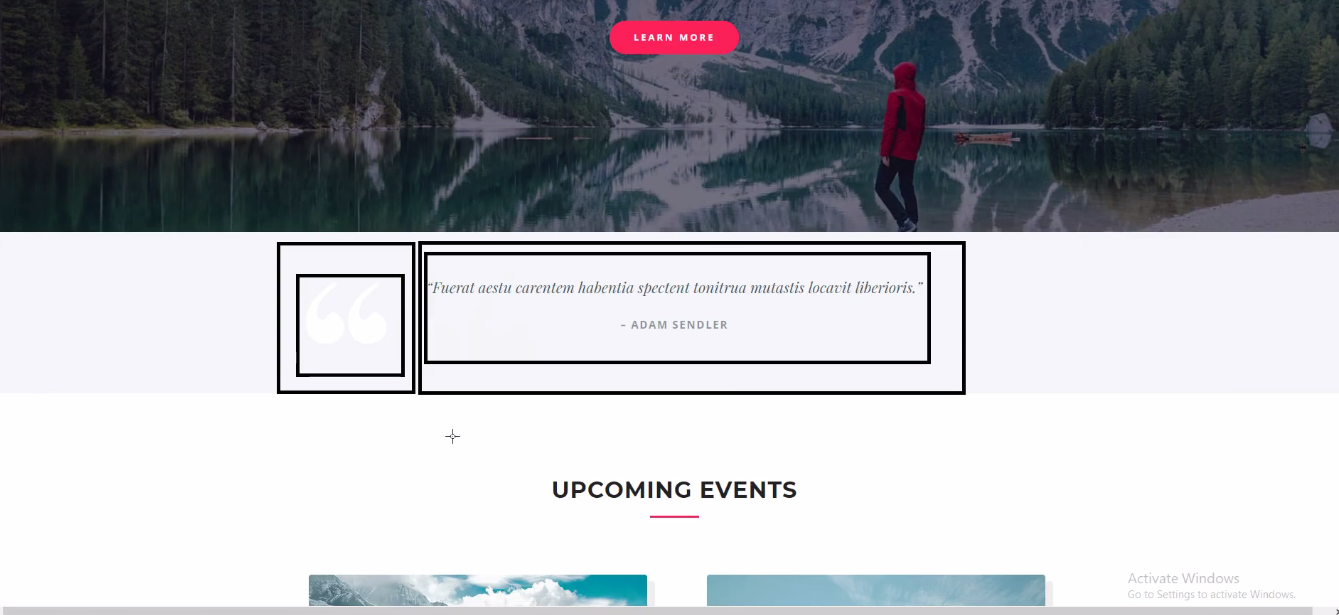 LEARN MORE
“Fuerat aestu carentem habentia spectent tonitrua mutastis locavit liberioris.”
– ADAM SENDLER
UPCOMING EVENTS
Activate Windows
Go to Settings to activate Windows.